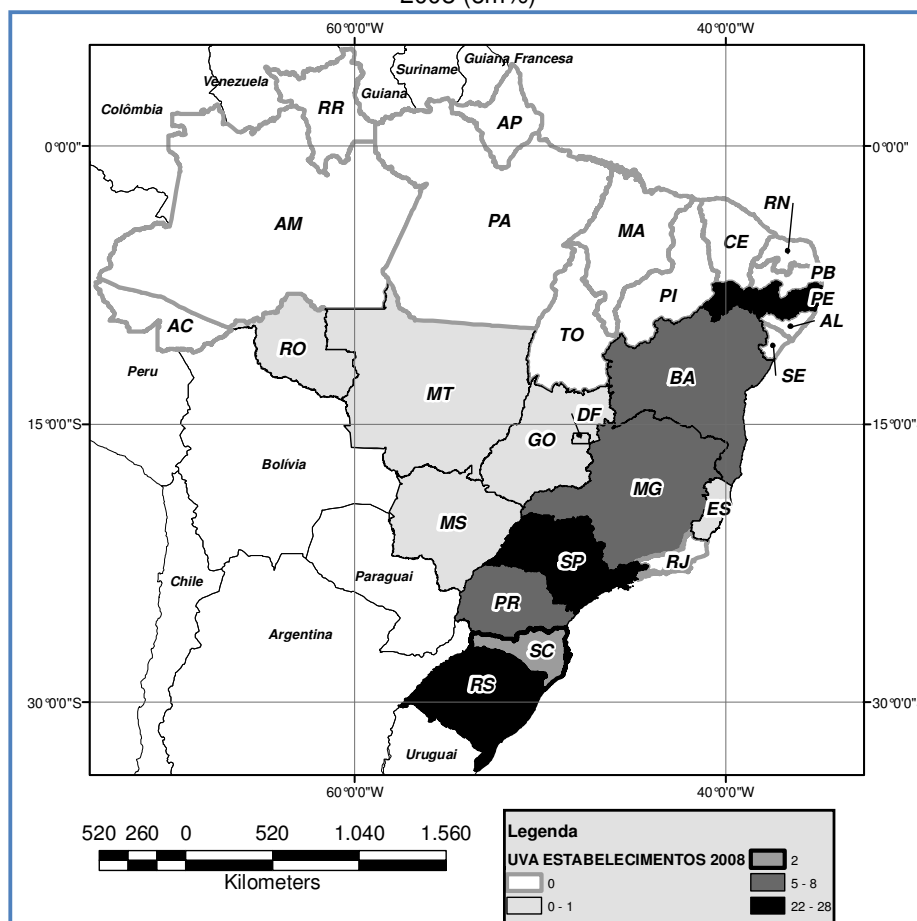 2008 (em%)
60°0'0"W 40°0'0"W
Guiana Francesa
Suriname
Venezuela
Guiana
Colômbia
RR
AP
0°0'0" 0°0'0"
RN
AM
PA
MA
CE
PB
PI
PE
AC
TO
AL
RO
Peru
BA
SE
MT
DF
15°0'0"S 15°0'0"
GO
Bolívia
MG
ES
MS
SP
RJ
Chile
Paraguai
PR
Argentina
SC
RS
30°0'0"S 30°0'0"
Uruguai
60°0'0"W 40°0'0"W
520 260 0 520 1.040 1.560
Kilometers
Legenda
UVA ESTABELECIMENTOS 2008 2
0 5 - 8
0 - 1 22 - 28